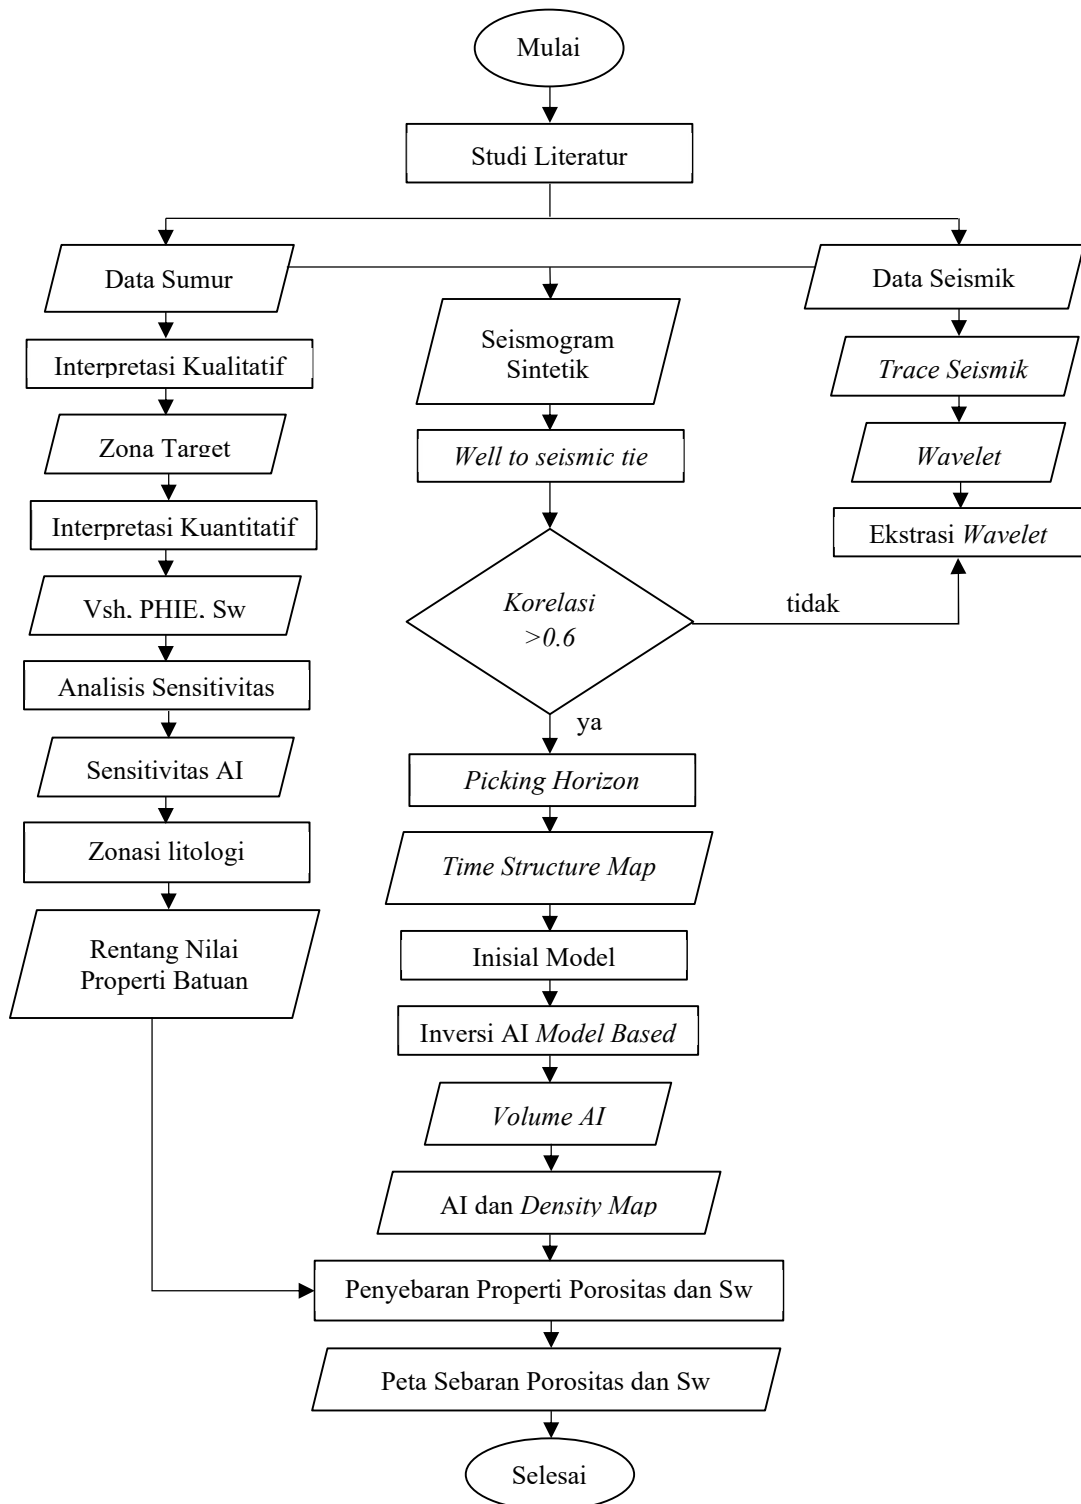 Mulai
Studi Literatur
Data Sumur
Data Seismik
Seismogram
Sintetik
Interpretasi Kualitatif
Trace Seismik
Zona Target
Well to seismic tie
Wavelet
Interpretasi Kuantitatif
Ekstrasi Wavelet
Vsh, PHIE, Sw
Korelasi
>0.6
tidak
Analisis Sensitivitas
ya
Sensitivitas AI
Picking Horizon
Zonasi litologi
Time Structure Map
Rentang Nilai
Properti Batuan
Inisial Model
Inversi AI Model Based
Volume AI
AI dan Density Map
Penyebaran Properti Porositas dan Sw
Peta Sebaran Porositas dan Sw
Selesai